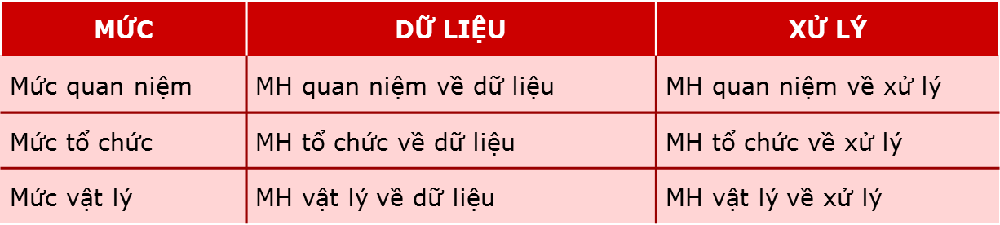 MỨC DỮ LIỆU XỬ LÝ
Mức quan niệm MH quan niệm về dữ liệu MH quan niệm về xử lý
Mức tổ chức MH tổ chức về dữ liệu MH tổ chức về xử lý
Mức vật lý MH vật lý về dữ liệu MH vật lý về xử lý